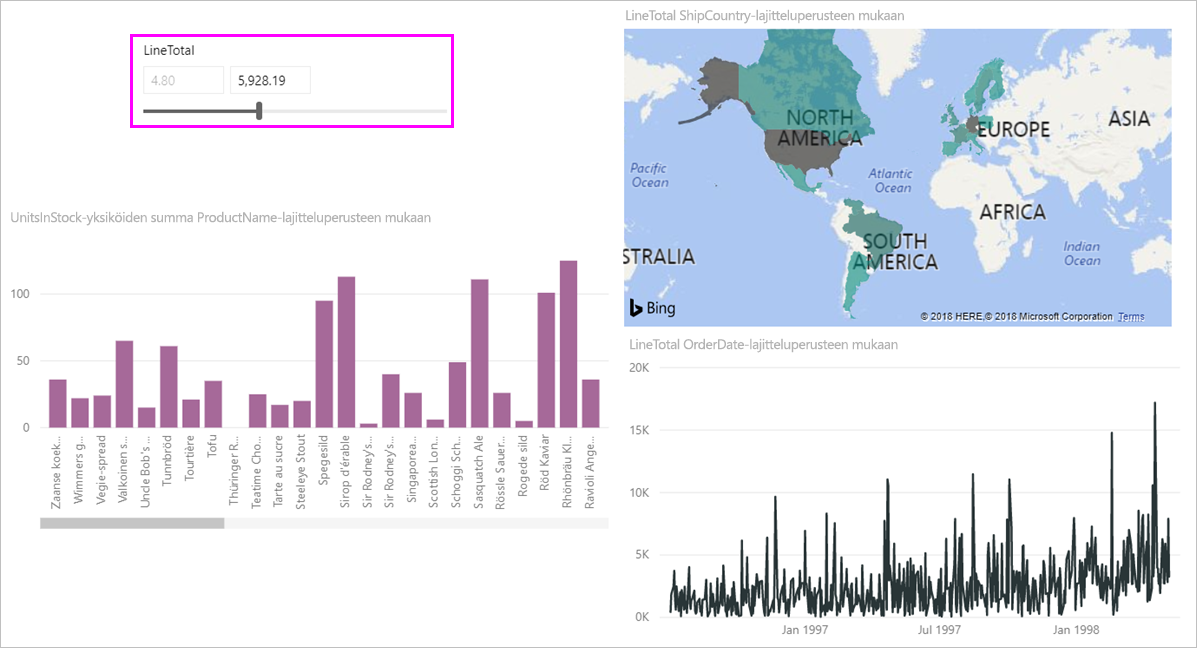 LineTotal
4.80
5,928.19
UnitsInStock-yksiköiden summa ProductName-lajitteluperusteen mukaan
100
50
0
Zaanse koek...
Wimmers g...
Vegie-spread
Valkoinen s...
Uncle Bob's ...
Tunnbröd
Tourtière
Tofu
Thüringer R...
Teatime Cho...
Tarte au sucre
Steeleye Stout
Spegesild
Sirop d'érable
Sir Rodney's...
Sir Rodney's...
Singaporea...
Scottish Lon...
Schoggi Sch...
Sasquatch Ale
Rössle Sauer...
Rogede sild
Röd Kaviar
Rhönbräu Kl...
Ravioli Ange...
LineTotal ShipCountry-lajitteluperusteen mukaan
NORTH
AMERICA
EUROPE
ASIA
Pacific
Ocean
Atlantic
Ocean
AFRICA
SOUTH
AMERICA
Indian
Ocean
STRALIA
Bing
© 2018 HERE,© 2018 Microsoft Corporation Terms
LineTotal OrderDate-lajitteluperusteen mukaan
20K
15K
10K
5K
0K
Jan 1997
Jul 1997
Jan 1998